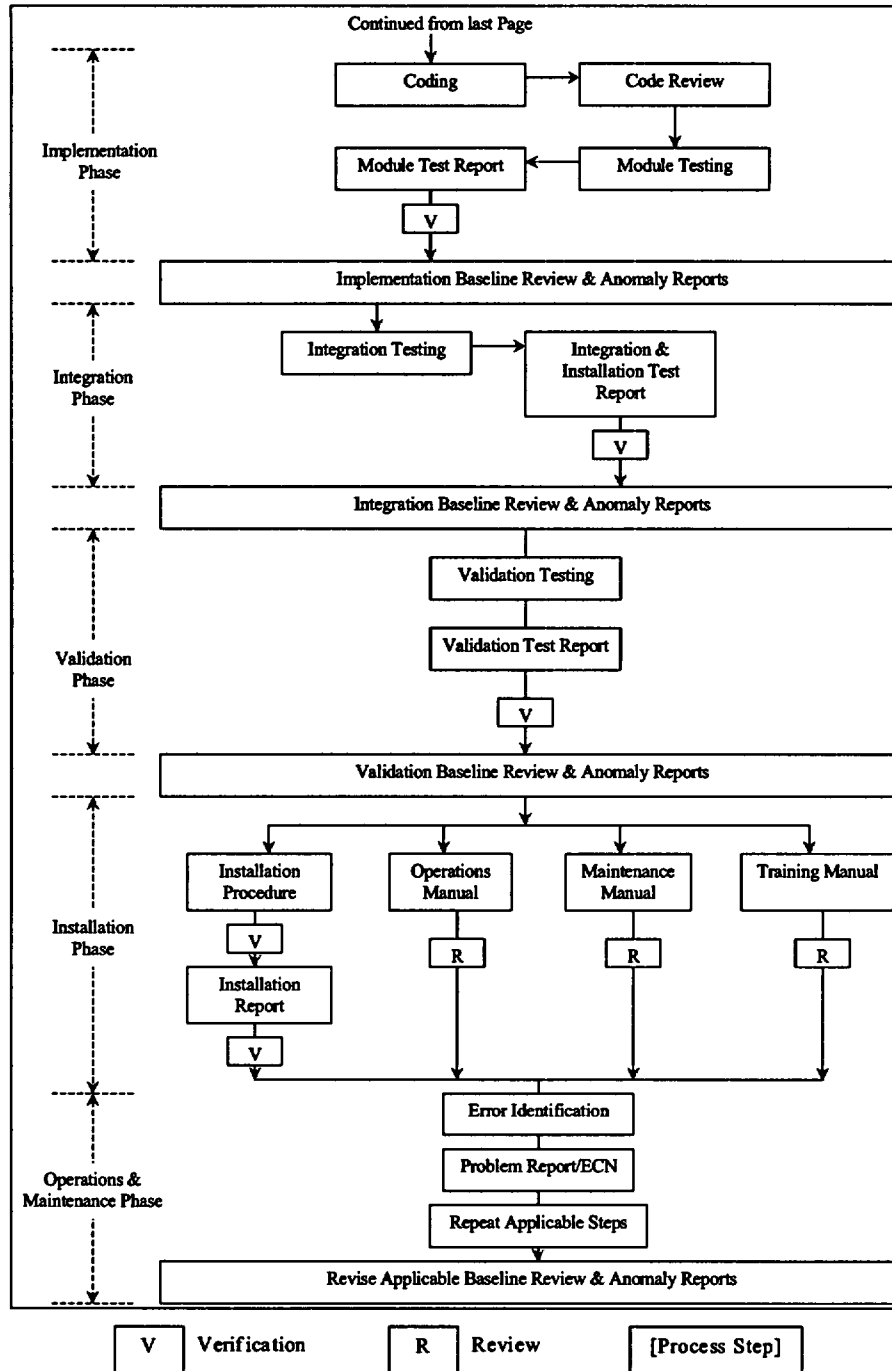 Continued from last Page
Coding
Code Review
Implementation
Phase
Module Test Report
Module Testing
V
Implementation Baseline Review & Anomaly Reports
Integration Testing
Integration &
Installation Test
Report
Integration
Phase
V
Integration Baseline Review & Anomaly Reports
Validation Testing
Validation Test Report
Validation
Phase
V
Validation Baseline Review & Anomaly Reports
Installation
Procedure
Operations
Manual
Maintenance
Manual
Training Manual
Installation
Phase
V
R
R
R
Installation
Report
V
Error Identification
Problem Report/ECN
Operations &
Maintenance Phase
Repeat Applicable Steps
Revise Applicable Baseline Review & Anomaly Reports
V Verification
R Review
[Process Step]